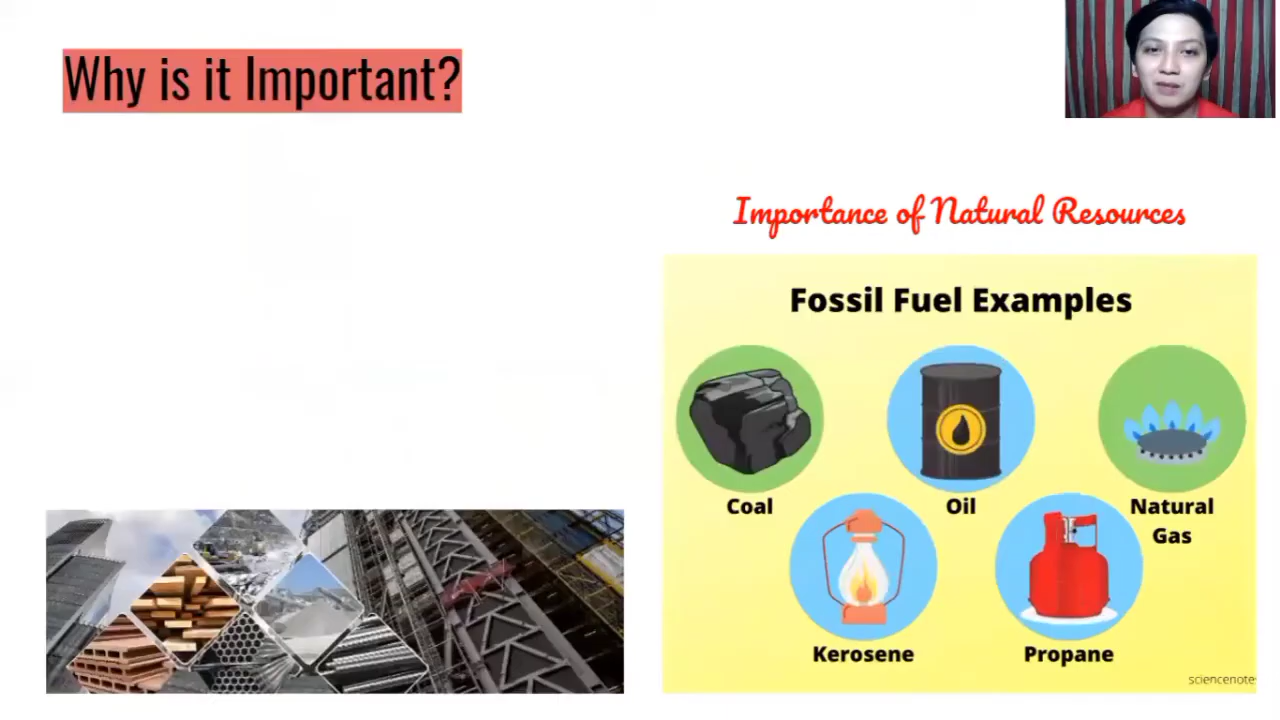 Why is it Important?
Importance of Natural Resources
Fossil Fuel Examples
Coal
Oil
Natural
Gas
Kerosene
Propane
sciencenote